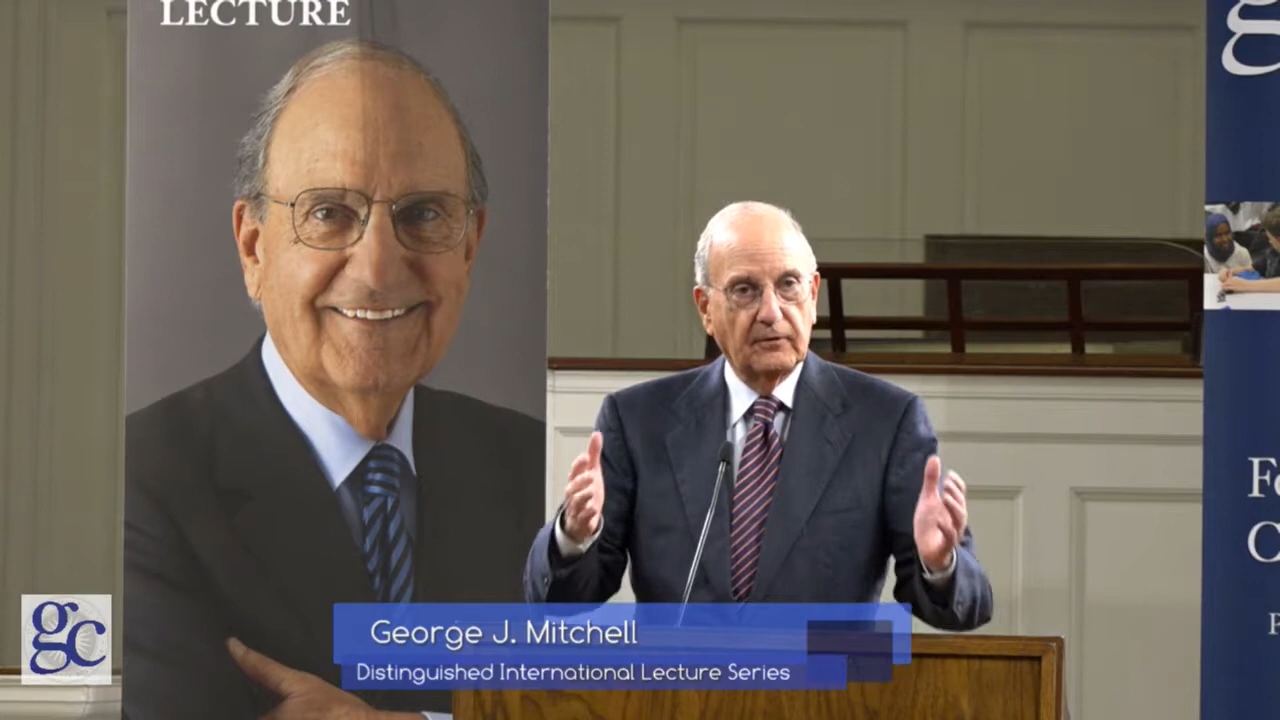 LECTURE
gc
George J. Mitchell
Distinguished International Lecture Series